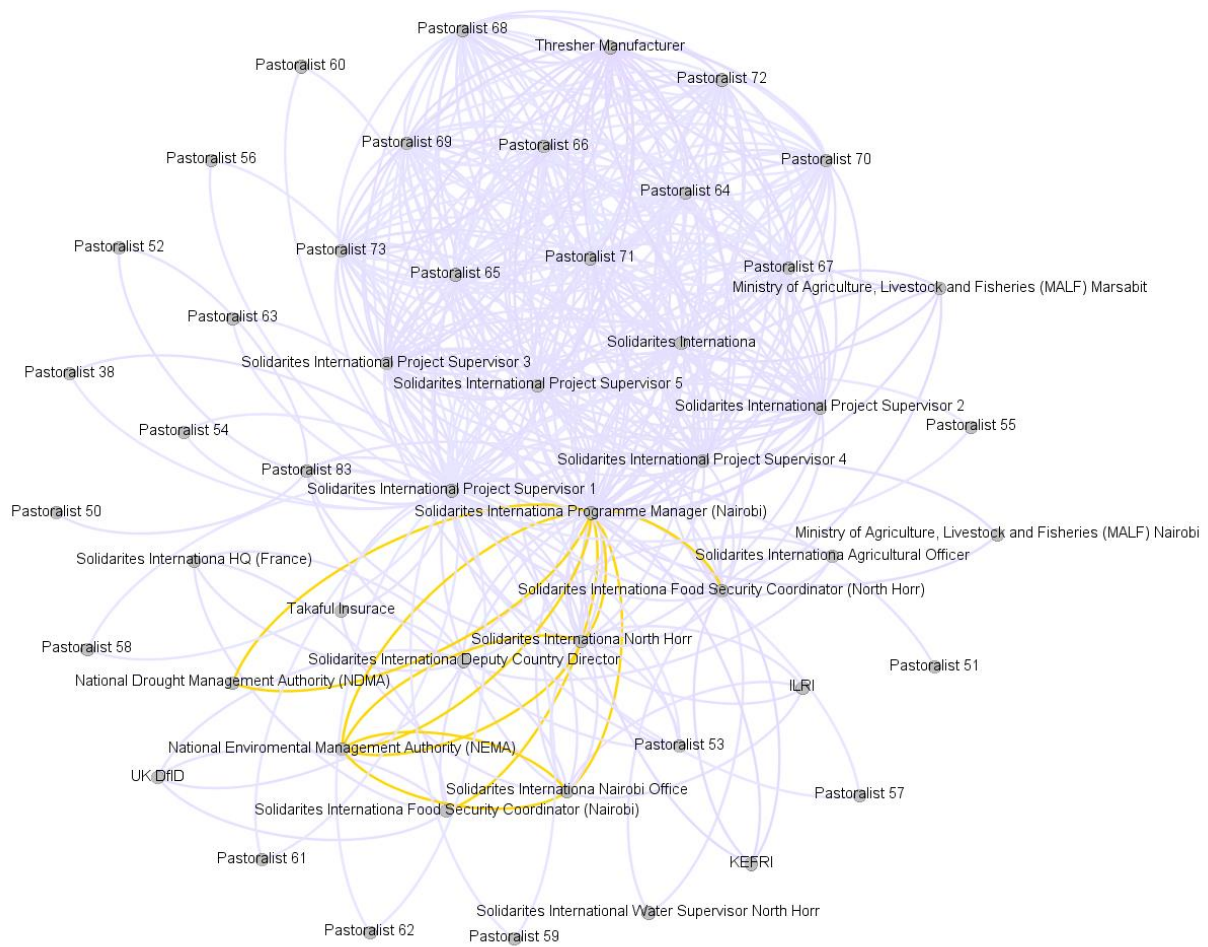 Pastoralist 68
Thresher Manufacturer
Pastoralist 60
Pastoralist 72
Pastoralist 69
Pastoralist 66
Pastoralist 56
Pastoralist 70
Pastoralist 64
Pastoralist 52
Pastoralist 73
Pastoralist 71
Pastoralist 65
Pastoralist 67
Ministry of Agriculture, Livestock and Fisheries (MALF) Marsabit
Pastoralist 63
Solidarites Internationa
Solidarites International Project Supervisor 3
Pastoralist 38
Solidarites International Project Supervisor 5
Solidarites International Project Supervisor 2
Pastoralist 55
Pastoralist 54
Solidarites International Project Supervisor 4
Pastoralist 83
Solidarites International Project Supervisor 1
Pastoralist 50
Solidarites Internationa Programme Manager (Nairobi)
Ministry of Agriculture, Livestock and Fisheries (MALF) Nairobi
Solidarites Internationa Agricultural Officer
Solidarites Internationa HQ (France)
Solidarites Internationa Food Security Coordinator (North Horr)
Takaful Insurace
Solidarites Internationa North Horr
Pastoralist 58
Solidarites Internationa Deputy Country Director
Pastoralist 51
National Drought Management Authority (NDMA)
ILRI
National Enviromental Management Authority (NEMA)
Pastoralist 53
UK DfID
Solidarites Internationa Nairobi Office
Pastoralist 57
Solidarites Internationa Food Security Coordinator (Nairobi)
Pastoralist 61
KEFRI
Solidarites International Water Supervisor North Horr
Pastoralist 62
Pastoralist 59